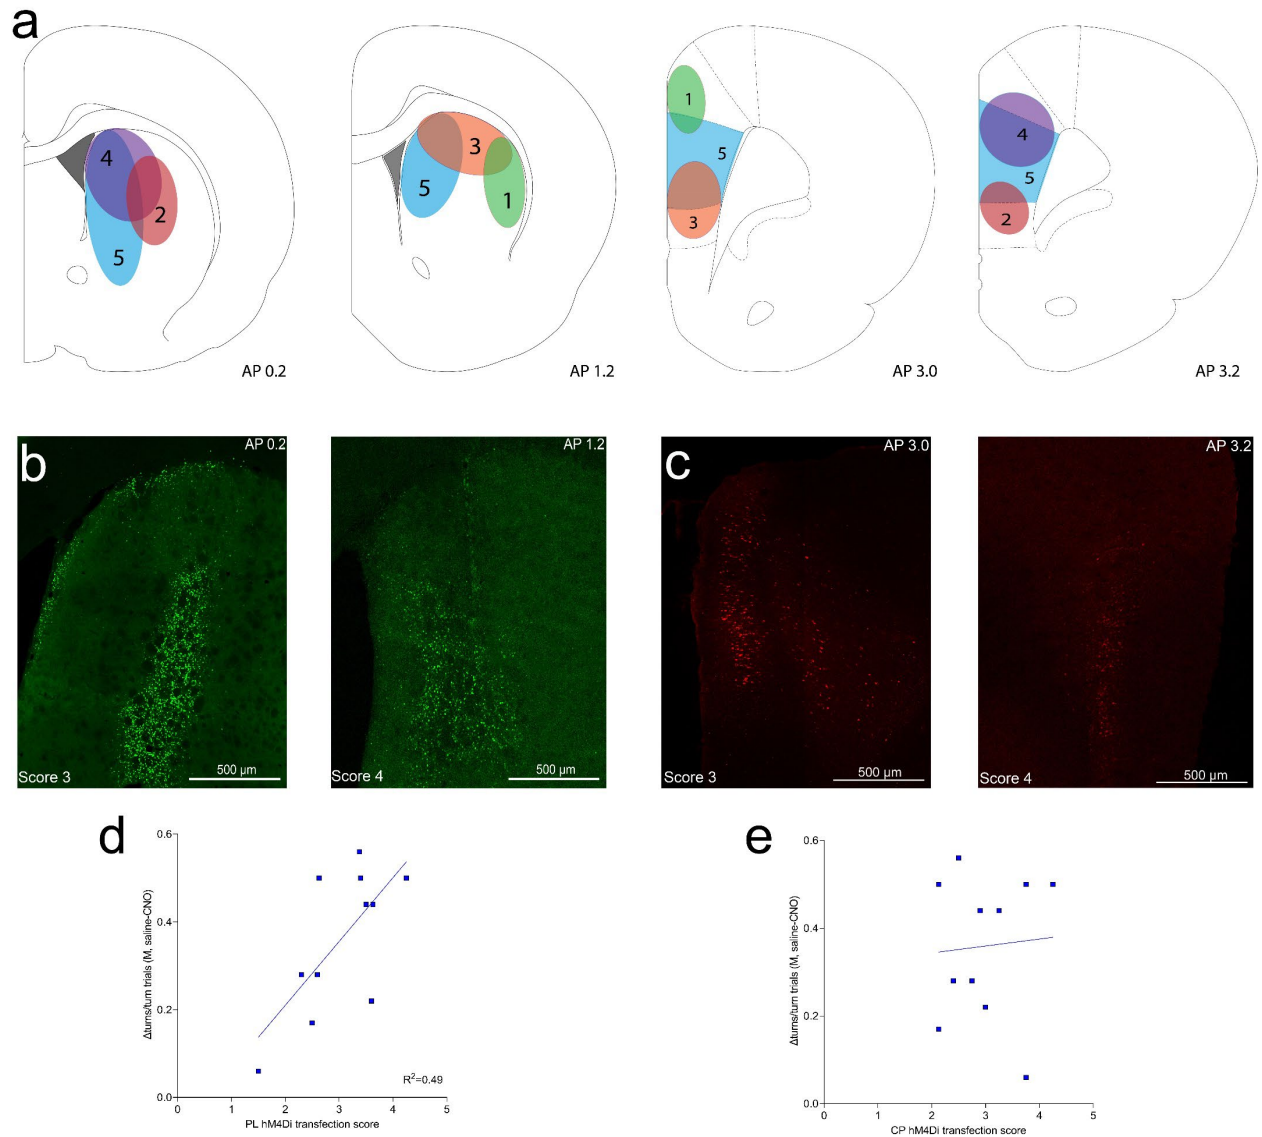 a
4
2
5
AP 0.2
3
5
1
AP 1.2
1
5
3
AP 3.0
4
5
2
AP 3.2
b
AP 0.2
Score 3
500 µm
AP 1.2
Score 4
500 µm
c
AP 3.0
Score 3
500 µm
AP 3.2
Score 4
500 µm
d
Δturns/turn trials (M, saline-CNO)
0.6
0.4
0.2
0.0
0 1 2 3 4 5
R²=0.49
PL hM4Di transfection score
e
Δturns/turn trials (M, saline-CNO)
0.6
0.4
0.2
0.0
0 1 2 3 4 5
CP hM4Di transfection score